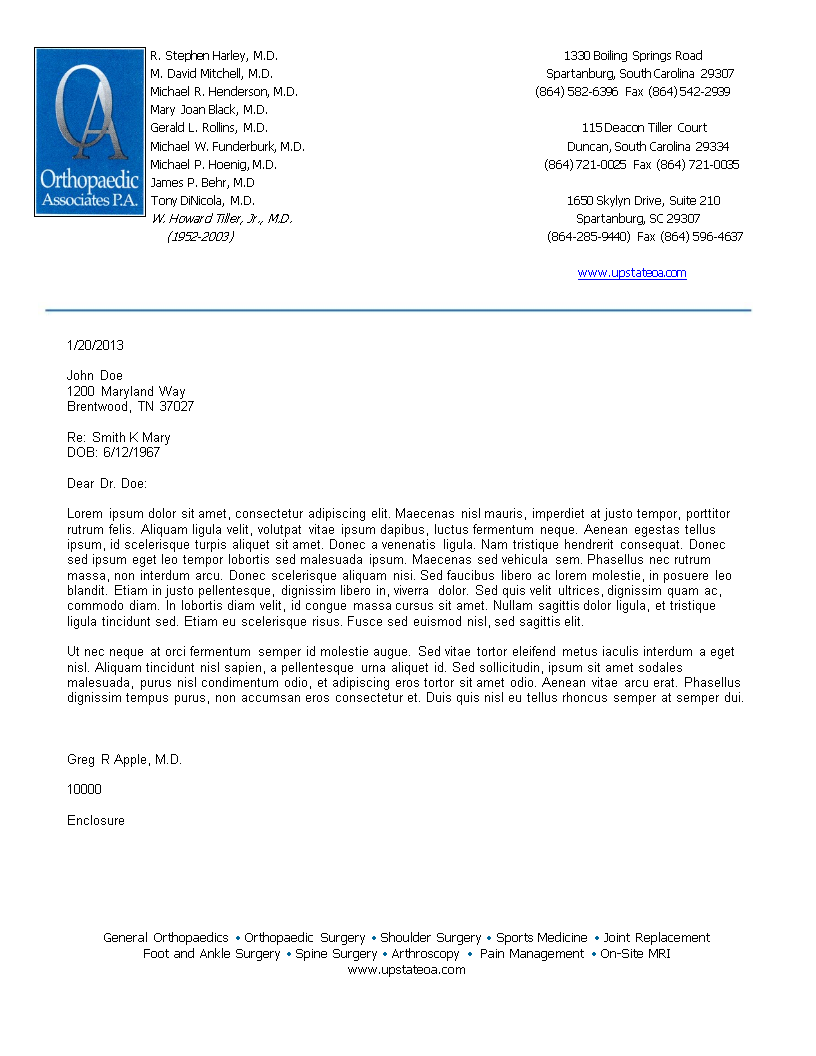 OA
Orthopaedic
Associates P.A.
R. Stephen Harley, M.D.
M. David Mitchell, M.D.
Michael R. Henderson, M.D.
Mary Joan Black, M.D.
Gerald L. Rollins, M.D.
Michael W. Funderburk, M.D.
Michael P. Hoenig, M.D.
James P. Behr, M.D
Tony DiNicola, M.D.
W. Howard Tiller, Jr., M.D.
(1952-2003)
1330 Boiling Springs Road
Spartanburg, South Carolina 29307
(864) 582-6396 Fax (864) 542-2939
115 Deacon Tiller Court
Duncan, South Carolina 29334
(864) 721-0025 Fax (864) 721-0035
1650 Skylyn Drive, Suite 210
Spartanburg, SC 29307
(864-285-9440) Fax (864) 596-4637
www.upstateoa.com
1/20/2013
John Doe
1200 Maryland Way
Brentwood, TN 37027
Re: Smith K Mary
DOB: 6/12/1967
Dear Dr. Doe:
Lorem ipsum dolor sit amet, consectetur adipiscing elit. Maecenas nisl mauris, imperdiet at justo tempor, porttitor
rutrum felis. Aliquam ligula velit, volutpat vitae ipsum dapibus, luctus fermentum neque. Aenean egestas tellus
ipsum, id scelerisque turpis aliquet sit amet. Donec a venenatis ligula. Nam tristique hendrerit consequat. Donec
sed ipsum eget leo tempor lobortis sed malesuada ipsum. Maecenas sed vehicula sem. Phasellus nec rutrum
massa, non interdum arcu. Donec scelerisque aliquam nisi. Sed faucibus libero ac lorem molestie, in posuere leo
blandit. Etiam in justo pellentesque, dignissim libero in, viverra dolor. Sed quis velit ultrices, dignissim quam ac,
commodo diam. In lobortis diam velit, id congue massa cursus sit amet. Nullam sagittis dolor ligula, et tristique
ligula tincidunt sed. Etiam eu scelerisque risus. Fusce sed euismod nisl, sed sagittis elit.
Ut nec neque at orci fermentum semper id molestie augue. Sed vitae tortor eleifend metus iaculis interdum a eget
nisl. Aliquam tincidunt nisl sapien, a pellentesque urna aliquet id. Sed sollicitudin, ipsum sit amet sodales
malesuada, purus nisl condimentum odio, et adipiscing eros tortor sit amet odio. Aenean vitae arcu erat. Phasellus
dignissim tempus purus, non accumsan eros consectetur et. Duis quis nisl eu tellus rhoncus semper at semper dui.
Greg R Apple, M.D.
10000
Enclosure
General Orthopaedics • Orthopaedic Surgery • Shoulder Surgery • Sports Medicine • Joint Replacement
Foot and Ankle Surgery • Spine Surgery • Arthroscopy • Pain Management • On-Site MRI
www.upstateoa.com